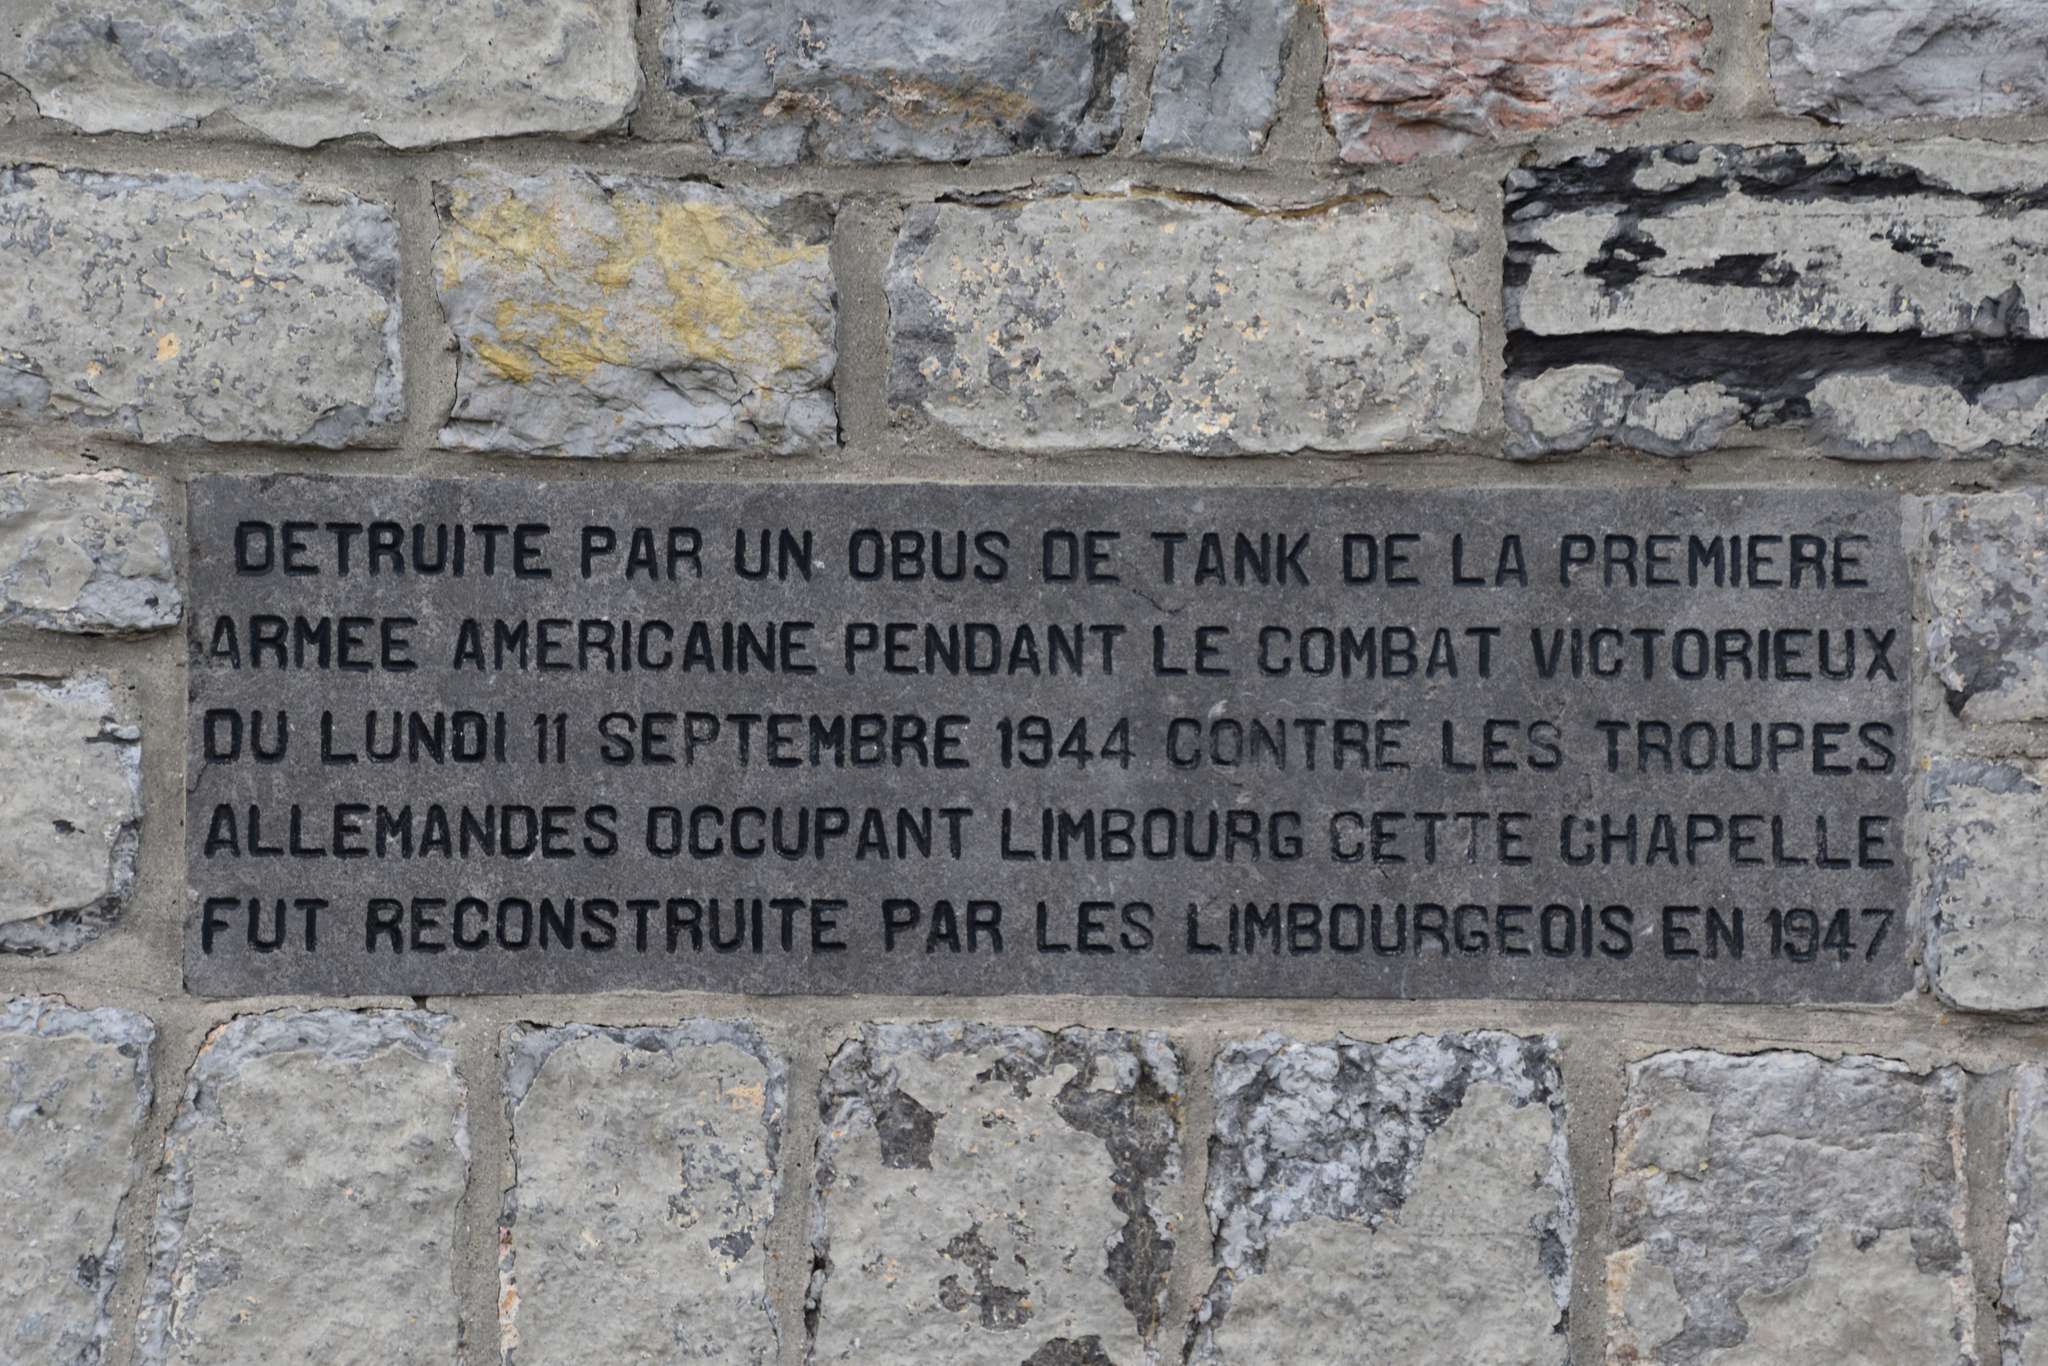 DETRUITE PAR UN OBUS DE TANK DE LA PREMIERE
ARMEE AMERICAINE PENDANT LE COMBAT VICTORIEUX
DU LUNDI 11 SEPTEMBRE 1944 CONTRE LES TROUPES
ALLEMANDES OCCUPANT LIMBOURG CETTE CHAPELLE
FUT RECONSTRUITE PAR LES LIMBOURGEOIS EN 1947